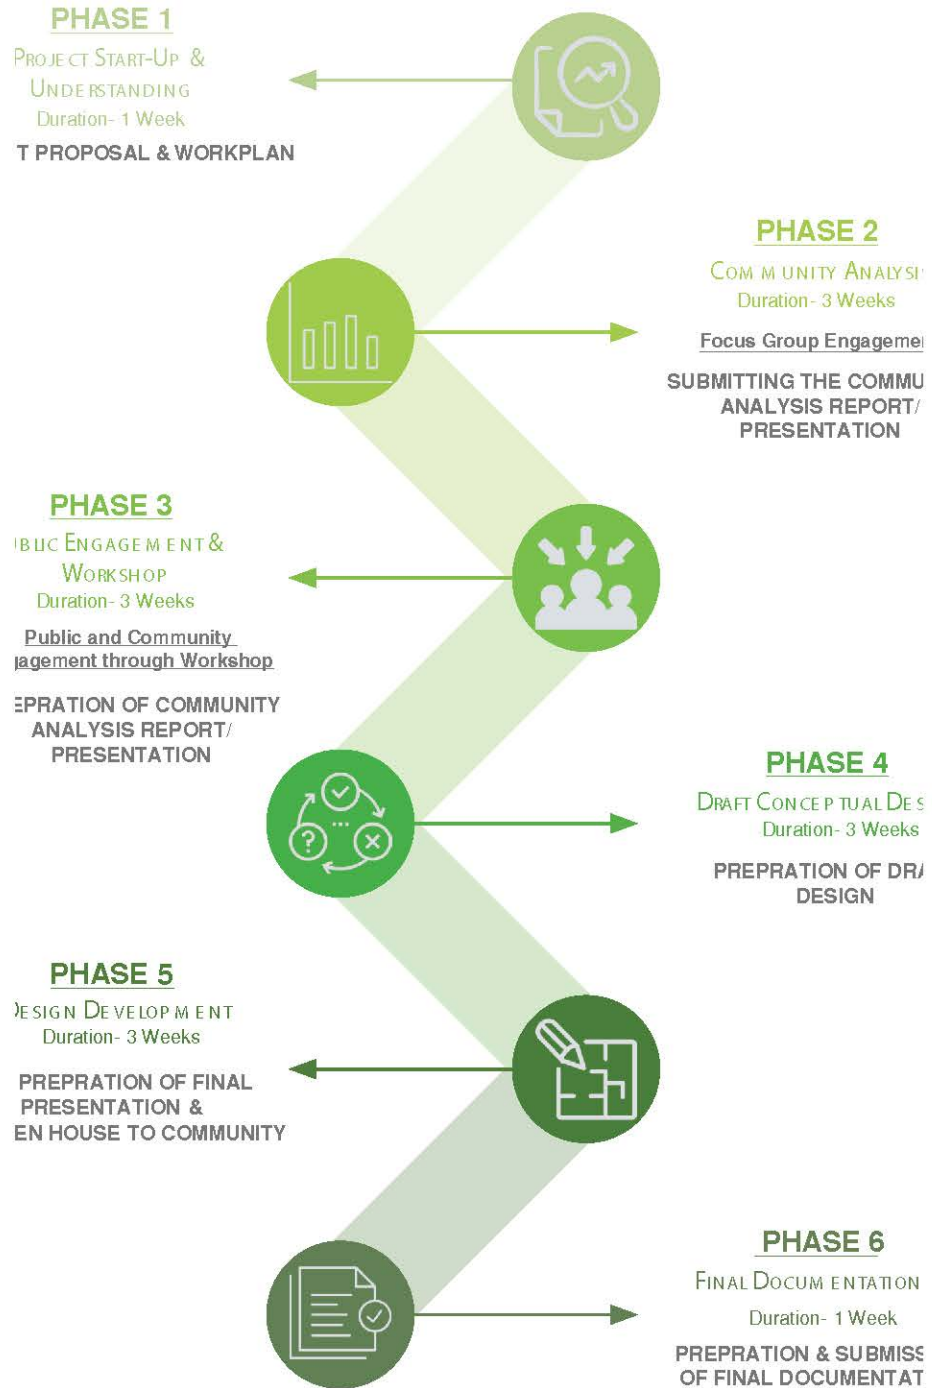 PHASE 1
PROJECT START-UP &
UNDERSTANDING
Duration- 1 Week
T PROPOSAL & WORKPLAN
PHASE 2
COMMUNITY ANALYSI
Duration- 3 Weeks
Focus Group Engagemen
SUBMITTING THE COMMU
ANALYSIS REPORT/
PRESENTATION
PHASE 3
BLIC ENGAGEMENT &
WORKSHOP
Duration- 3 Weeks
Public and Community
gagement through Workshop
EPRATION OF COMMUNITY
ANALYSIS REPORT/
PRESENTATION
PHASE 4
DRAFT CONCEPTUAL DES
Duration- 3 Weeks
PREPRATION OF DRA
DESIGN
PHASE 5
DESIGN DEVELOPMENT
Duration- 3 Weeks
PREPRATION OF FINAL
PRESENTATION &
EN HOUSE TO COMMUNITY
PHASE 6
FINAL DOCUMENTATION
Duration- 1 Week
PREPRATION & SUBMISS
OF FINAL DOCUMENTAT